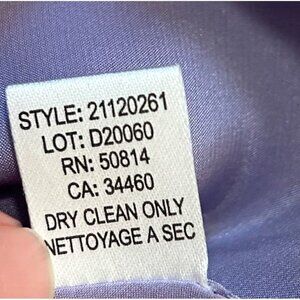 STYLE: 21120261
LOT: D20060
RN: 50814
CA: 34460
DRY CLEAN ONLY
NETTOYAGE A SEC